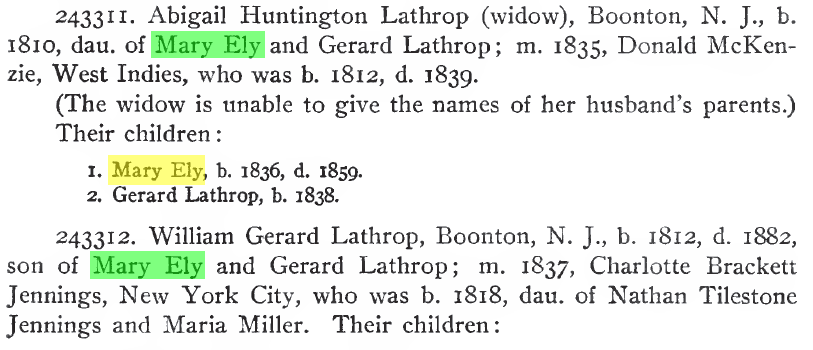 243311. Abigail Huntington Lathrop (widow), Boonton, N. J., b.
1810, dau. of Mary Ely and Gerard Lathrop; m. 1835, Donald McKen-
zie, West Indies, who was b. 1812, d. 1839.
(The widow is unable to give the names of her husband's parents.)
Their children:
1. Mary Ely, b. 1836, d. 1859.
2. Gerard Lathrop, b. 1838.
243312. William Gerard Lathrop, Boonton, N. J., b. 1812, d. 1882,
son of Mary Ely and Gerard Lathrop; m. 1837, Charlotte Brackett
Jennings, New York City, who was b. 1818, dau. of Nathan Tilestone
Jennings and Maria Miller. Their children: